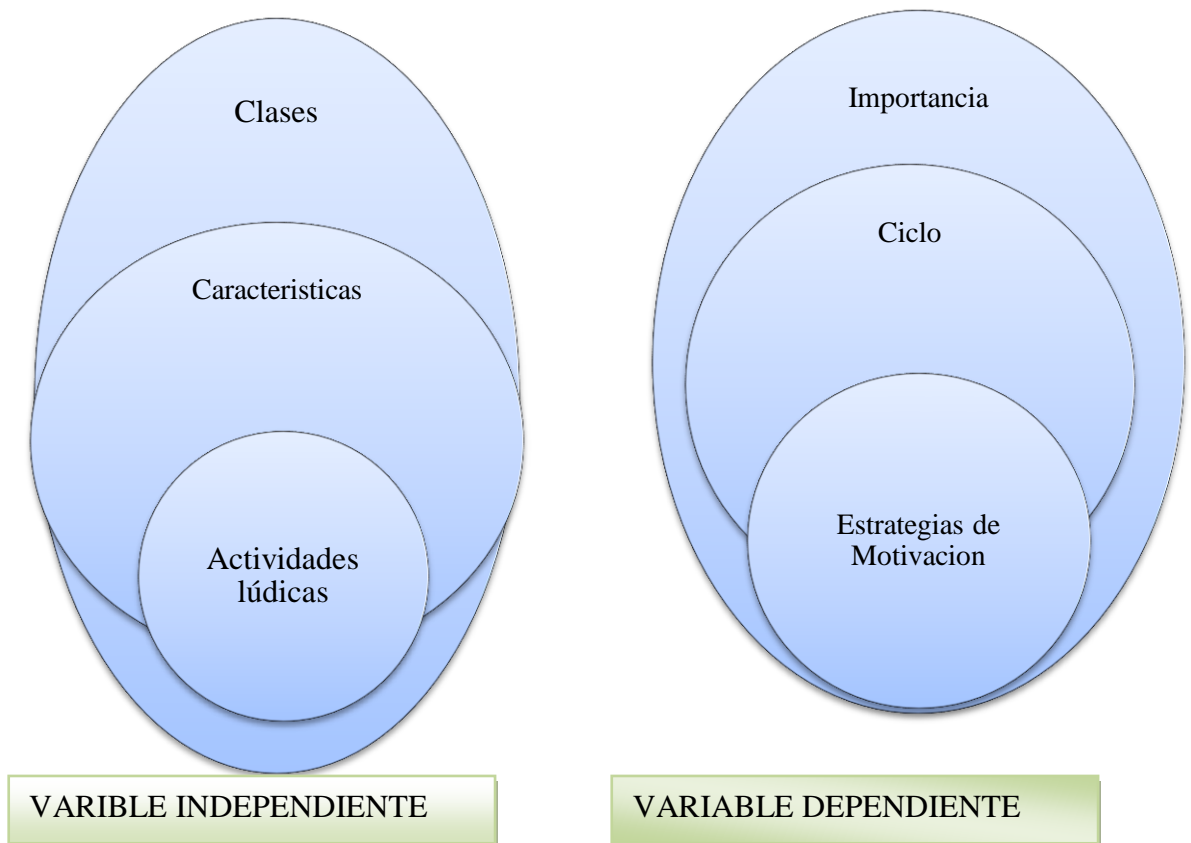 Clases
Caracteristicas
Actividades
lúdicas
VARIBLE INDEPENDIENTE
Importancia
Ciclo
Estrategias de
Motivacion
VARIABLE DEPENDIENTE